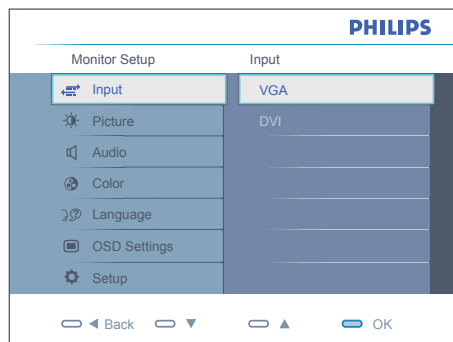 PHILIPS
Monitor Setup
Input
Input
VGA
Picture
DVI
Audio
Color
Language
OSD Settings
Setup
Back
OK